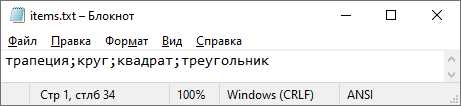 items.txt – Блокнот
Файл Правка Формат Вид Справка
трапеция;круг;квадрат;треугольник
Стр 1, стлб 34 100% Windows (CRLF) ANSI